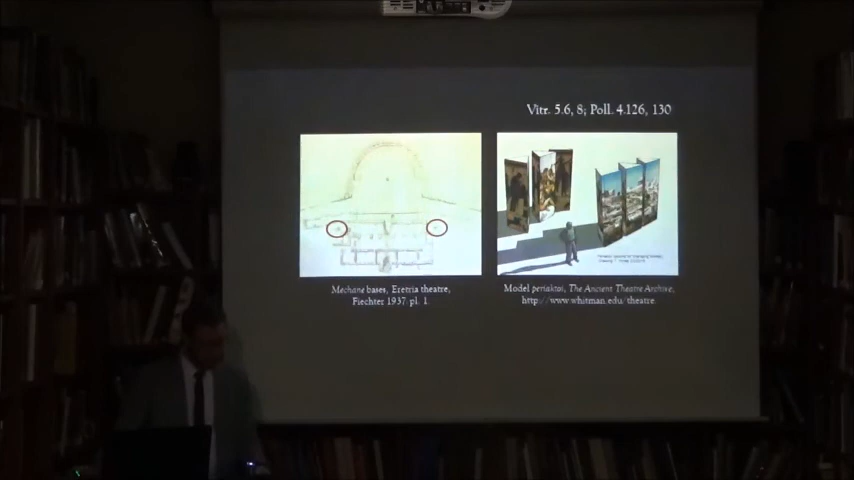 Vitr. 5.6, 8; Poll. 4.126, 130
Mechane bases, Eretria theatre,
Fiechter 1937: pl. 1
Model periaktoi, The Ancient Theatre Archive,
http://www.whitman.edu/theatre